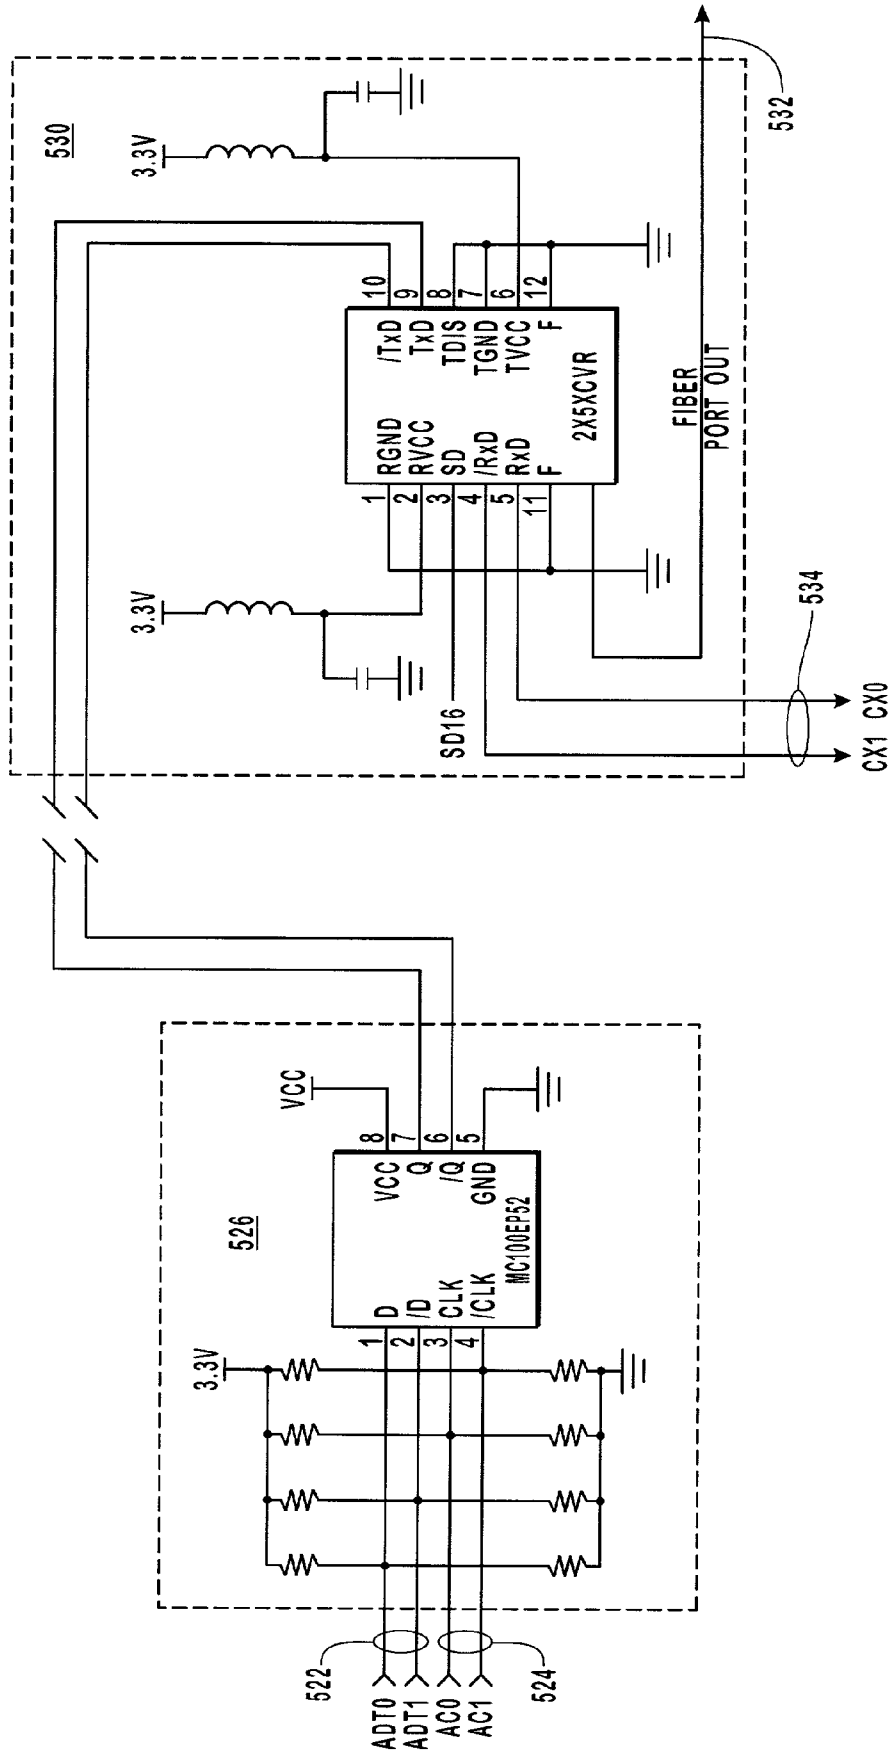 530
3.3V
3.3V
10
9
8
7
6
12
/TxD
TxD
TDIS
TGND
TVCC
F
RGND
RVCC
SD
/RxD
RxD
F
2X5XCVR
1
2
3
4
5
11
SD16
FIBER
PORT OUT
532
534
CX1 CX0
526
VCC
8
7
6
5
VCC
Q
/Q
GND
D
/D
CLK
/CLK
MC100EP52
1
2
3
4
3.3V
522
524
ADT0
ADT1
AC0
AC1